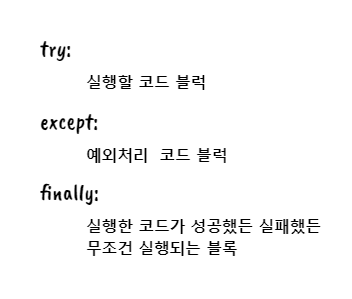 try:
실행할 코드 블럭
except:
예외처리  코드 블럭
finally:
실행한 코드가 성공했든 실패했든
무조건 실행되는 블록